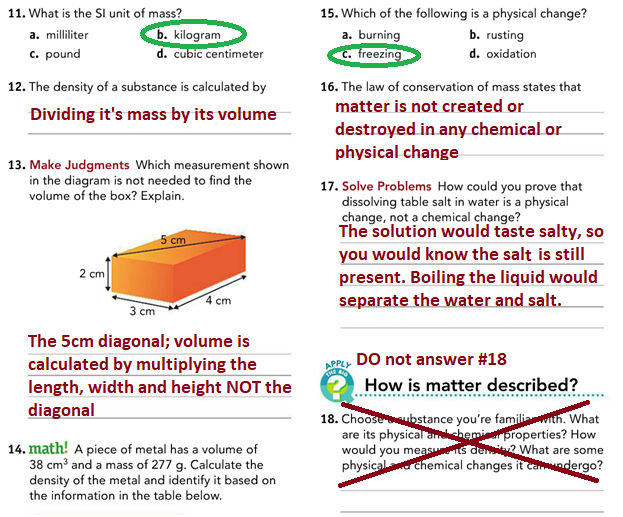 11. What is the SI unit of mass?
a. milliliter b. kilogram
c. pound d. cubic centimeter
12. The density of a substance is calculated by
Dividing it's mass by its volume
13. Make Judgments Which measurement shown
in the diagram is not needed to find the
volume of the box? Explain.
5 cm
2 cm
4 cm
3 cm
The 5cm diagonal; volume is
calculated by multiplying the
length, width and height NOT the
diagonal
14. math! A piece of metal has a volume of
38 cm³ and a mass of 277 g. Calculate the
density of the metal and identify it based on
the information in the table below.
15. Which of the following is a physical change?
a. burning b. rusting
c. freezing d. oxidation
16. The law of conservation of mass states that
matter is not created or
destroyed in any chemical or
physical change
17. Solve Problems How could you prove that
dissolving table salt in water is a physical
change, not a chemical change?
The solution would taste salty, so
you would know the salt is still
present. Boiling the liquid would
separate the water and salt.
DO not answer #18
APPLY
THE BIG
?
How is matter described?
18. Choose a substance you're familiar with. What
are its physical and chemical properties? How
would you measure its density? What are some
physical and chemical changes it can undergo?